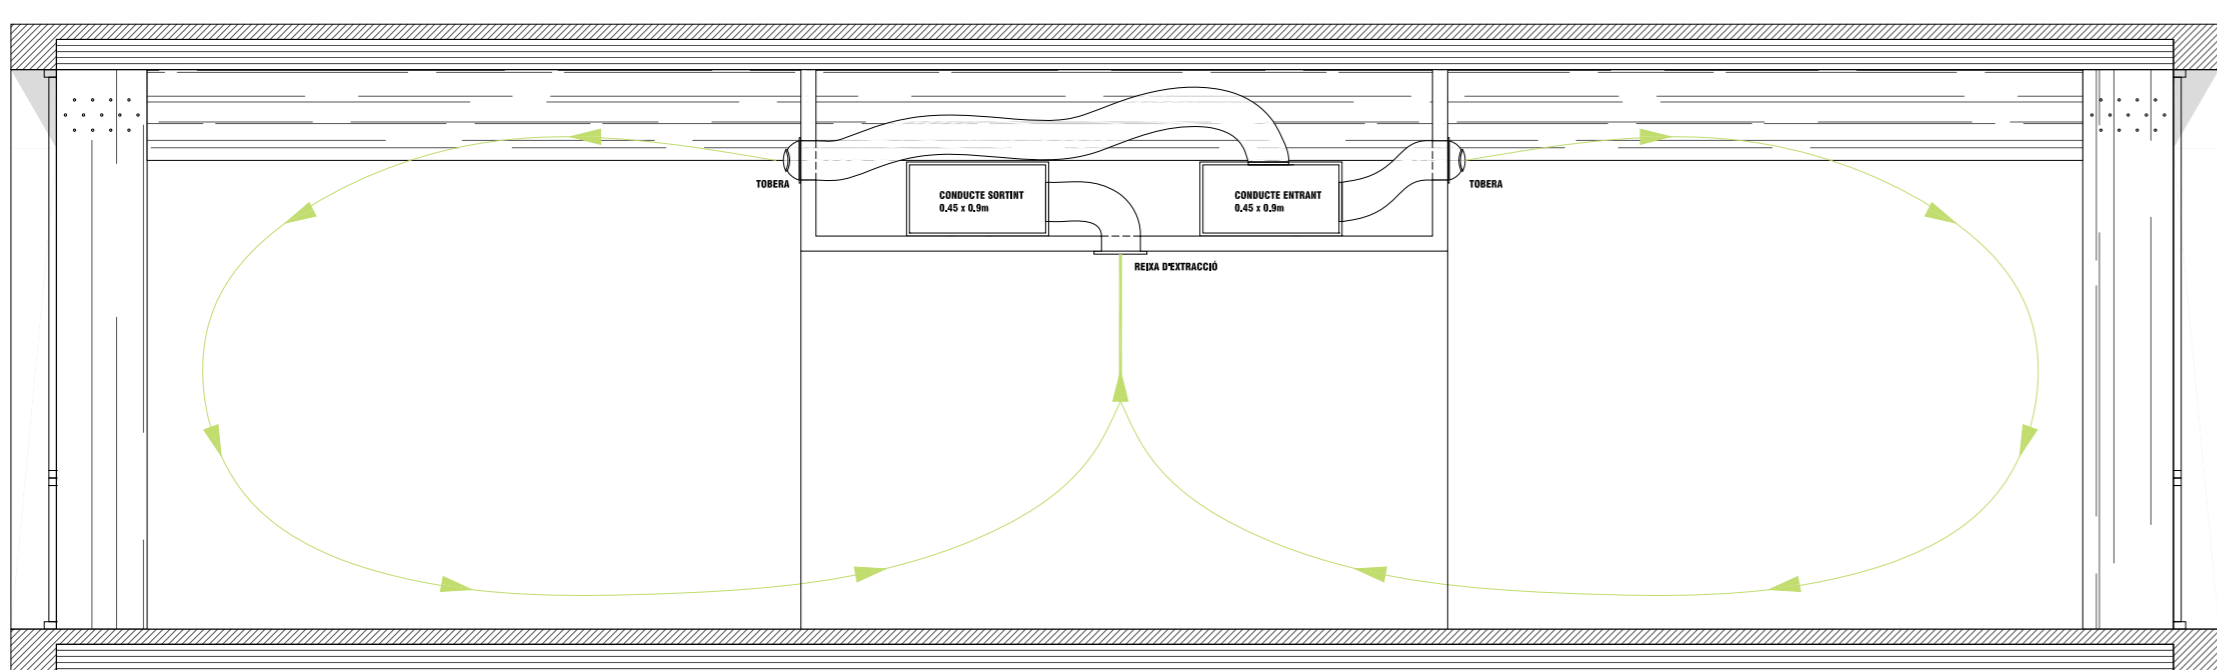 TOBERA
CONDUCTE SORTINT
0.45 x 0.9m
CONDUCTE ENTRANT
0.45 x 0.9m
TOBERA
REIXA D'EXTRACCIÓ